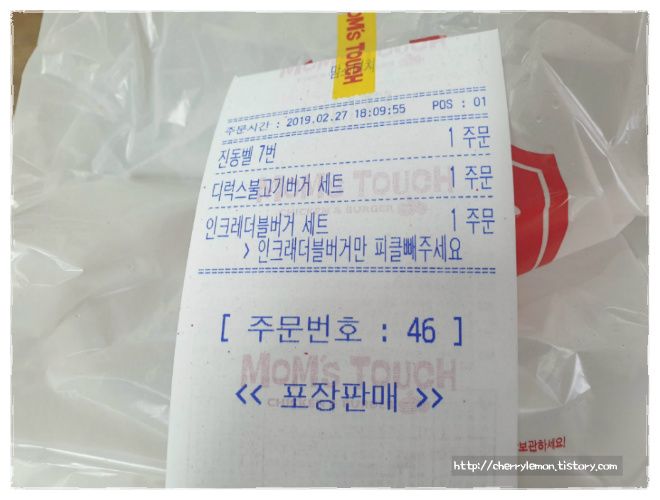 MOM's TOUCH
주문시간 : 2019.02.27 18:09:55 POS : 01
진동벨 7번 1 주문
디럭스불고기버거 세트 1 주문
인크레더블버거 세트 1 주문
> 인크래더블버거만 피클빼주세요
[ 주문번호 : 46 ]
MOM's TOUCH
<< 포장판매 >>
보관하세요!
http://cherrylemon.tistory.com